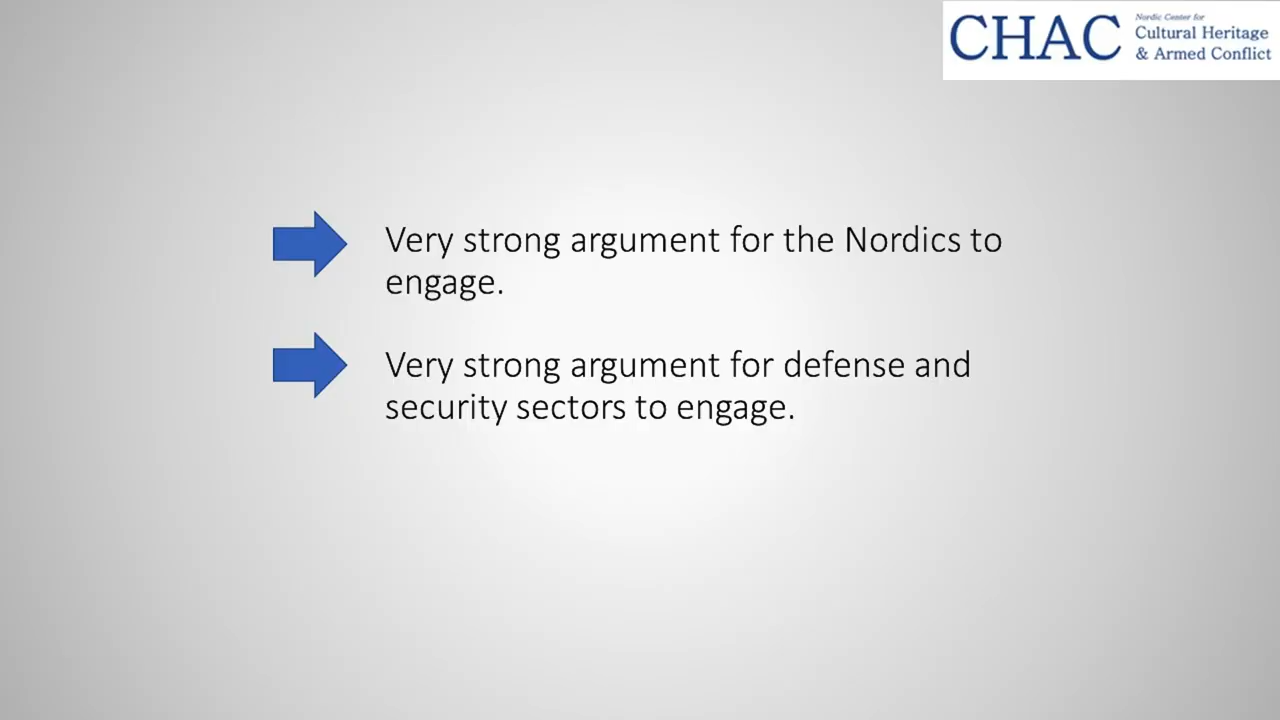 CHAC
Nordic Center for
Cultural Heritage
& Armed Conflict
Very strong argument for the Nordics to
engage.
Very strong argument for defense and
security sectors to engage.